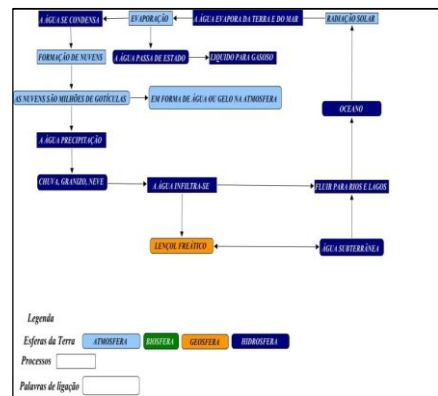 A ÁGUA SE CONDENSA
EVAPORAÇÃO
A ÁGUA EVAPORA DA TERRA E DO MAR
RADIAÇÃO SOLAR
FORMAÇÃO DE NUVENS
A ÁGUA PASSA DE ESTADO
LIQUIDO PARA GASOSO
AS NUVENS SÃO MILHÕES DE GOTÍCULAS
EM FORMA DE ÁGUA OU GELO NA ATMOSFERA
OCEANO
A ÁGUA PRECIPITAÇÃO
CHUVA, GRANIZO, NEVE
A ÁGUA INFILTRA-SE
FLUIR PARA RIOS E LAGOS
LENÇOL FREÁTICO
ÁGUA SUBTERRÂNEA
Legenda
Esferas da Terra
ATMOSFERA
BIOSFERA
GEOSFERA
HIDROSFERA
Processos
Palavras de ligação